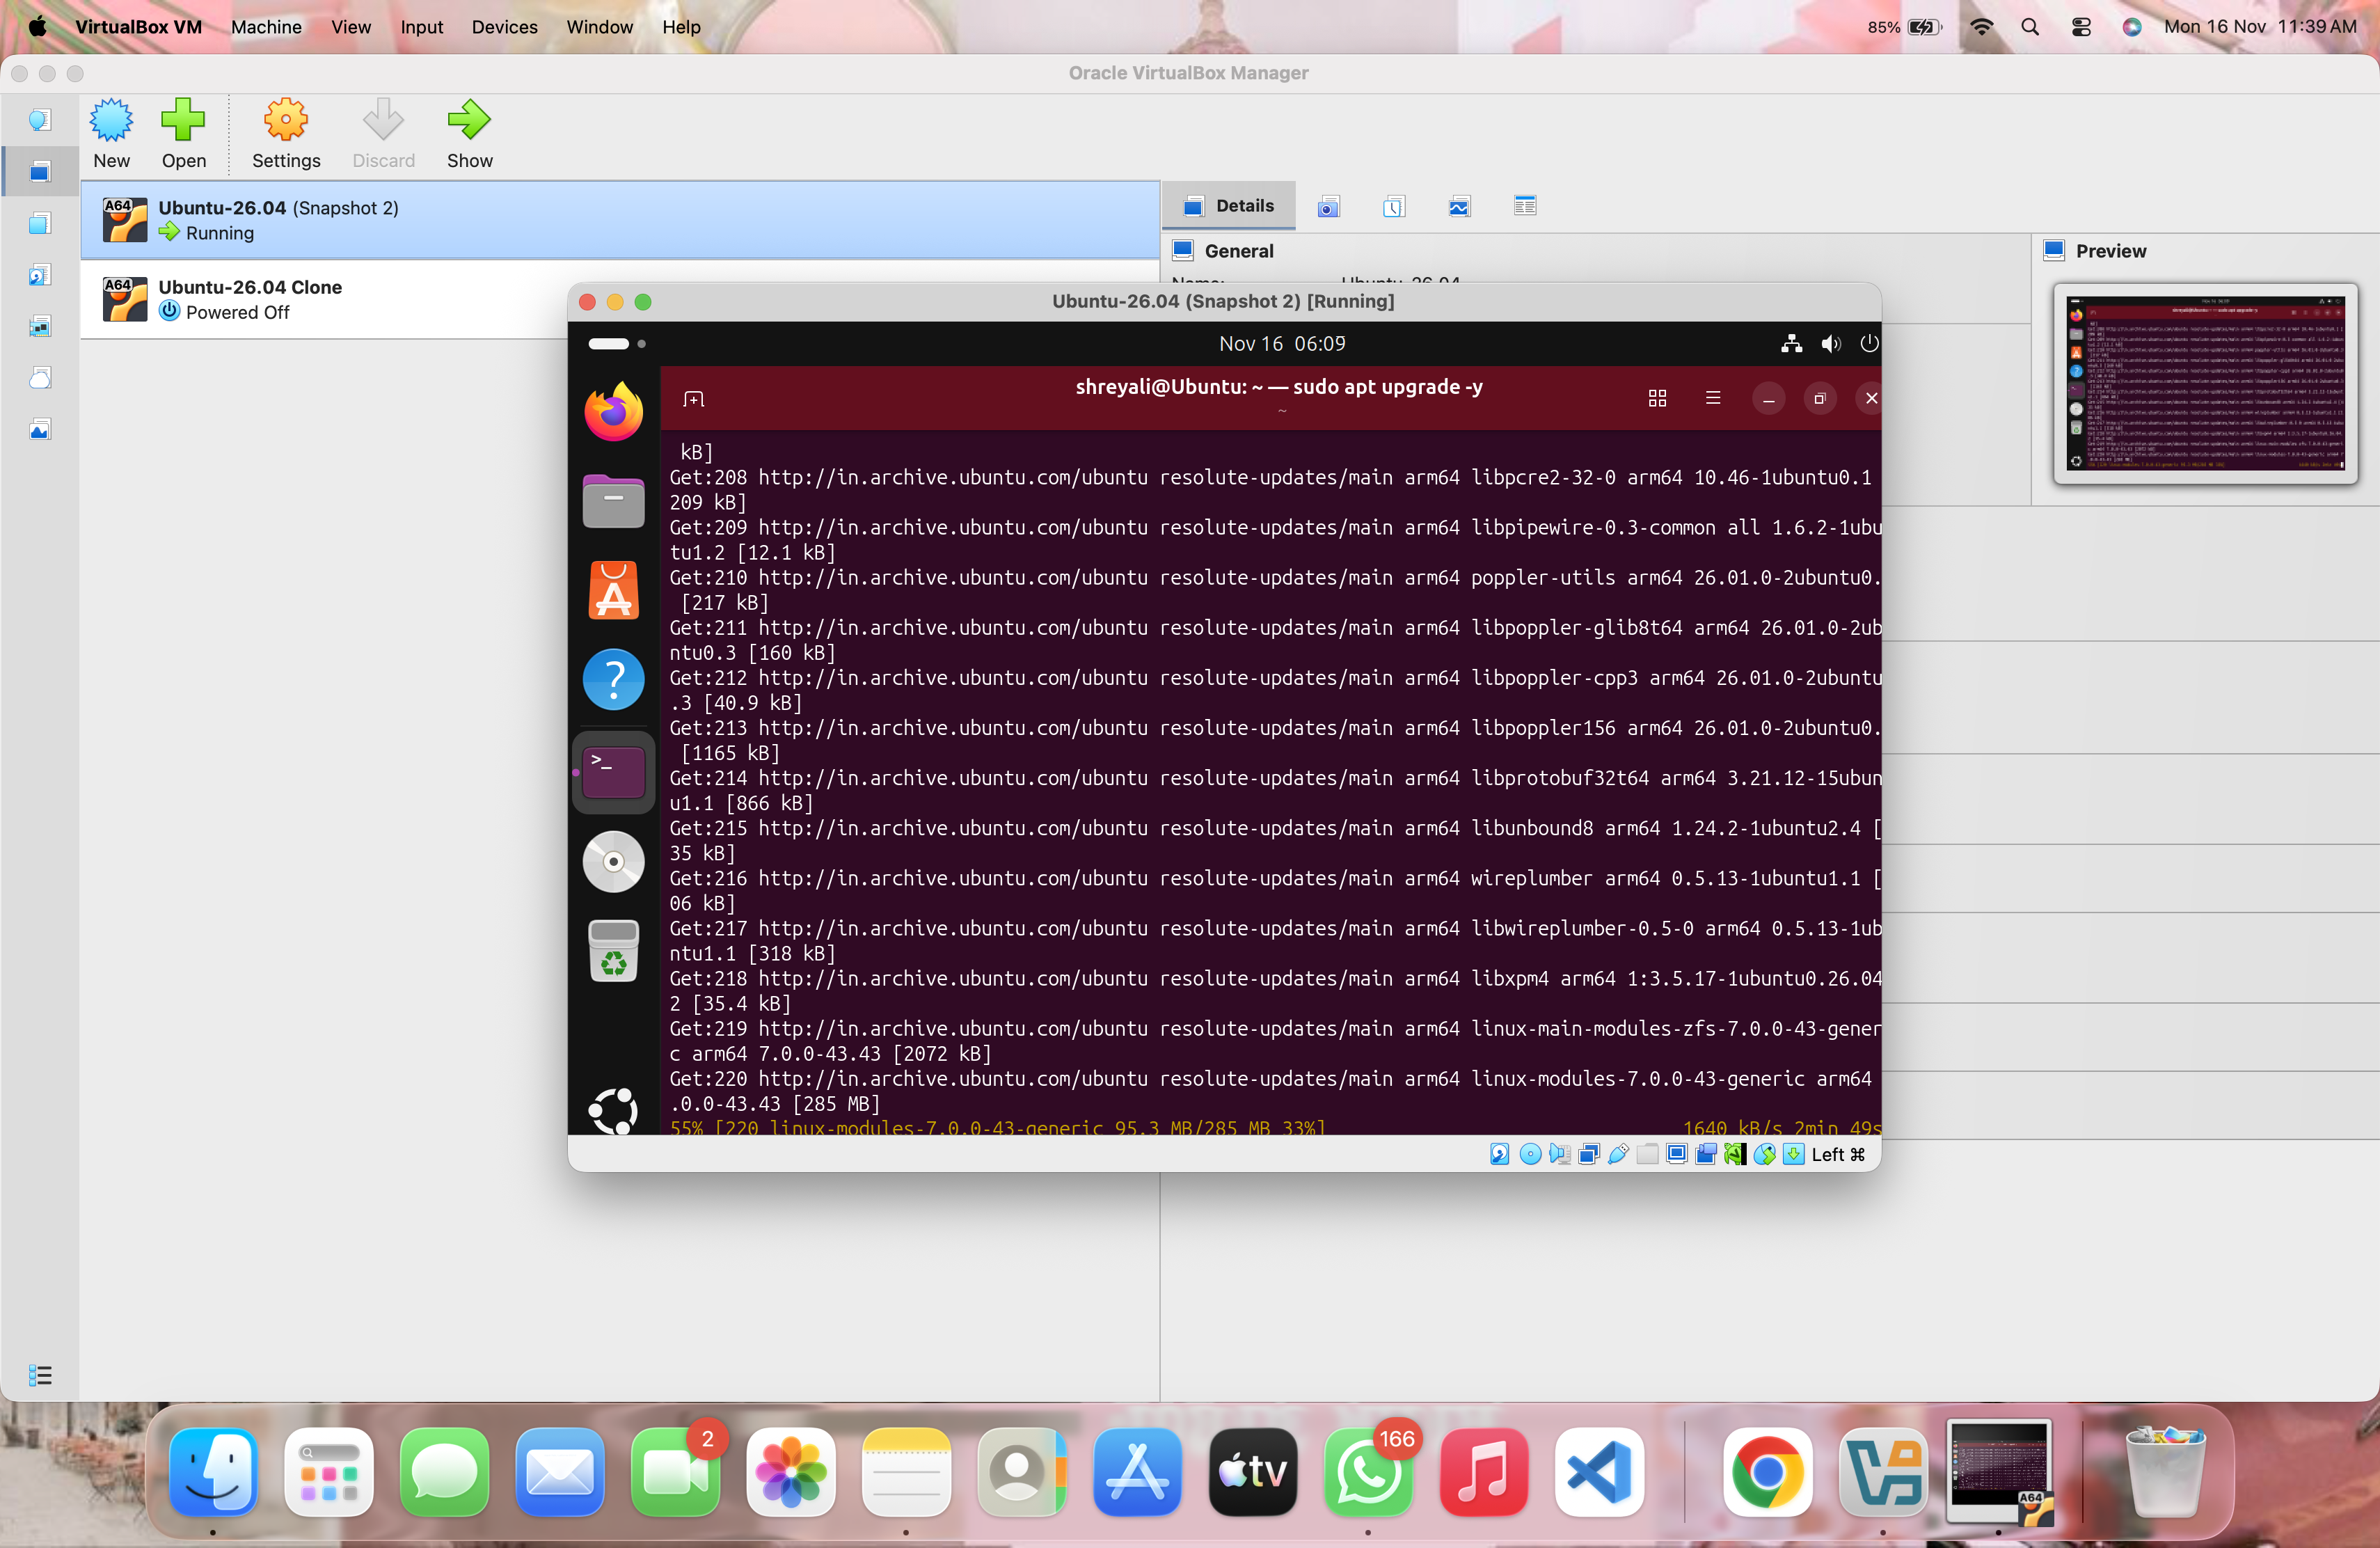 VirtualBox VM Machine View Input Devices Window Help 85% Mon 16 Nov 11:39 AM
Oracle VirtualBox Manager
New Open Settings Discard Show
A64 Ubuntu-26.04 (Snapshot 2)
Running
A64 Ubuntu-26.04 Clone
Powered Off
Details
General
Preview
Ubuntu-26.04 (Snapshot 2) [Running]
Nov 16 06:09
shreyali@Ubuntu: ~ — sudo apt upgrade -y
~
kB]
Get:208 http://in.archive.ubuntu.com/ubuntu resolute-updates/main arm64 libpcre2-32-0 arm64 10.46-1ubuntu0.1
209 kB]
Get:209 http://in.archive.ubuntu.com/ubuntu resolute-updates/main arm64 libpipewire-0.3-common all 1.6.2-1ubu
tu1.2 [12.1 kB]
Get:210 http://in.archive.ubuntu.com/ubuntu resolute-updates/main arm64 poppler-utils arm64 26.01.0-2ubuntu0.
[217 kB]
Get:211 http://in.archive.ubuntu.com/ubuntu resolute-updates/main arm64 libpoppler-glib8t64 arm64 26.01.0-2ub
ntu0.3 [160 kB]
Get:212 http://in.archive.ubuntu.com/ubuntu resolute-updates/main arm64 libpoppler-cpp3 arm64 26.01.0-2ubuntu
.3 [40.9 kB]
Get:213 http://in.archive.ubuntu.com/ubuntu resolute-updates/main arm64 libpoppler156 arm64 26.01.0-2ubuntu0.
[1165 kB]
Get:214 http://in.archive.ubuntu.com/ubuntu resolute-updates/main arm64 libprotobuf32t64 arm64 3.21.12-15ubun
u1.1 [866 kB]
Get:215 http://in.archive.ubuntu.com/ubuntu resolute-updates/main arm64 libunbound8 arm64 1.24.2-1ubuntu2.4 [
35 kB]
Get:216 http://in.archive.ubuntu.com/ubuntu resolute-updates/main arm64 wireplumber arm64 0.5.13-1ubuntu1.1 [
06 kB]
Get:217 http://in.archive.ubuntu.com/ubuntu resolute-updates/main arm64 libwireplumber-0.5-0 arm64 0.5.13-1ub
ntu1.1 [318 kB]
Get:218 http://in.archive.ubuntu.com/ubuntu resolute-updates/main arm64 libxpm4 arm64 1:3.5.17-1ubuntu0.26.04
2 [35.4 kB]
Get:219 http://in.archive.ubuntu.com/ubuntu resolute-updates/main arm64 linux-main-modules-zfs-7.0.0-43-gener
c arm64 7.0.0-43.43 [2072 kB]
Get:220 http://in.archive.ubuntu.com/ubuntu resolute-updates/main arm64 linux-modules-7.0.0-43-generic arm64
.0.0-43.43 [285 MB]
55% [220 linux-modules-7.0.0-43-generic 95.3 MB/285 MB 33%] 1640 kB/s 2min 49s
Left ⌘
2
tv
166
A64